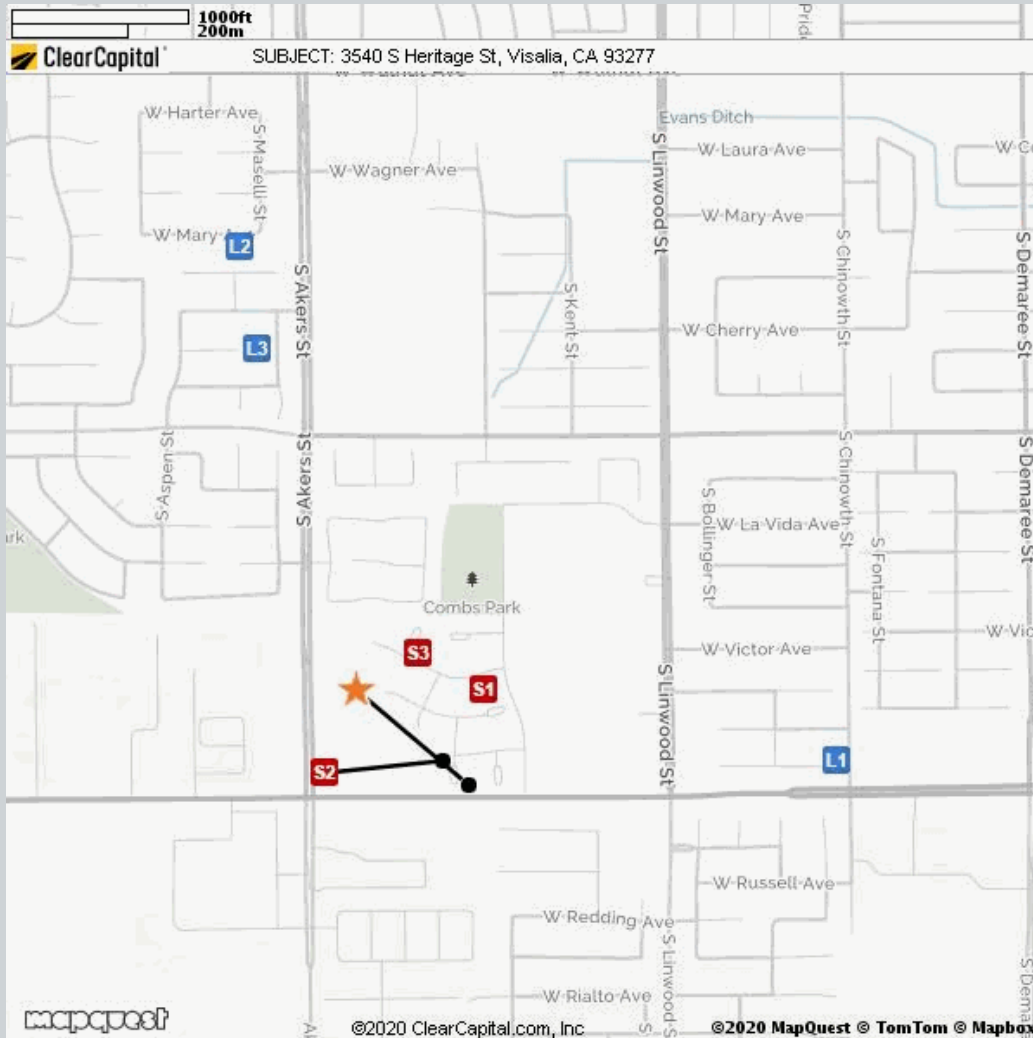 1000ft
200m
ClearCapital
SUBJECT: 3540 S Heritage St, Visalia, CA 93277
W Walnut Ave
W Harter Ave
S Maselli St
W Wagner Ave
Evans Ditch
S Linwood St
W Laura Ave
W Mary Ave
W Mary Ave
L2
S Akers St
S Kent St
S Chinowth St
S Demaree St
W Cherry Ave
L3
S Akers St
S Aspen St
S Chinowth St
S Demaree St
S Bollinger St
W La Vida Ave
S Fontana St
Combs Park
W Victor Ave
S3
S1
S Linwood St
S2
L1
W Russell Ave
W Redding Ave
S Linwood S
W Rialto Ave
S Dema
mapquest
©2020 ClearCapital.com, Inc
©2020 MapQuest © TomTom © Mapbox